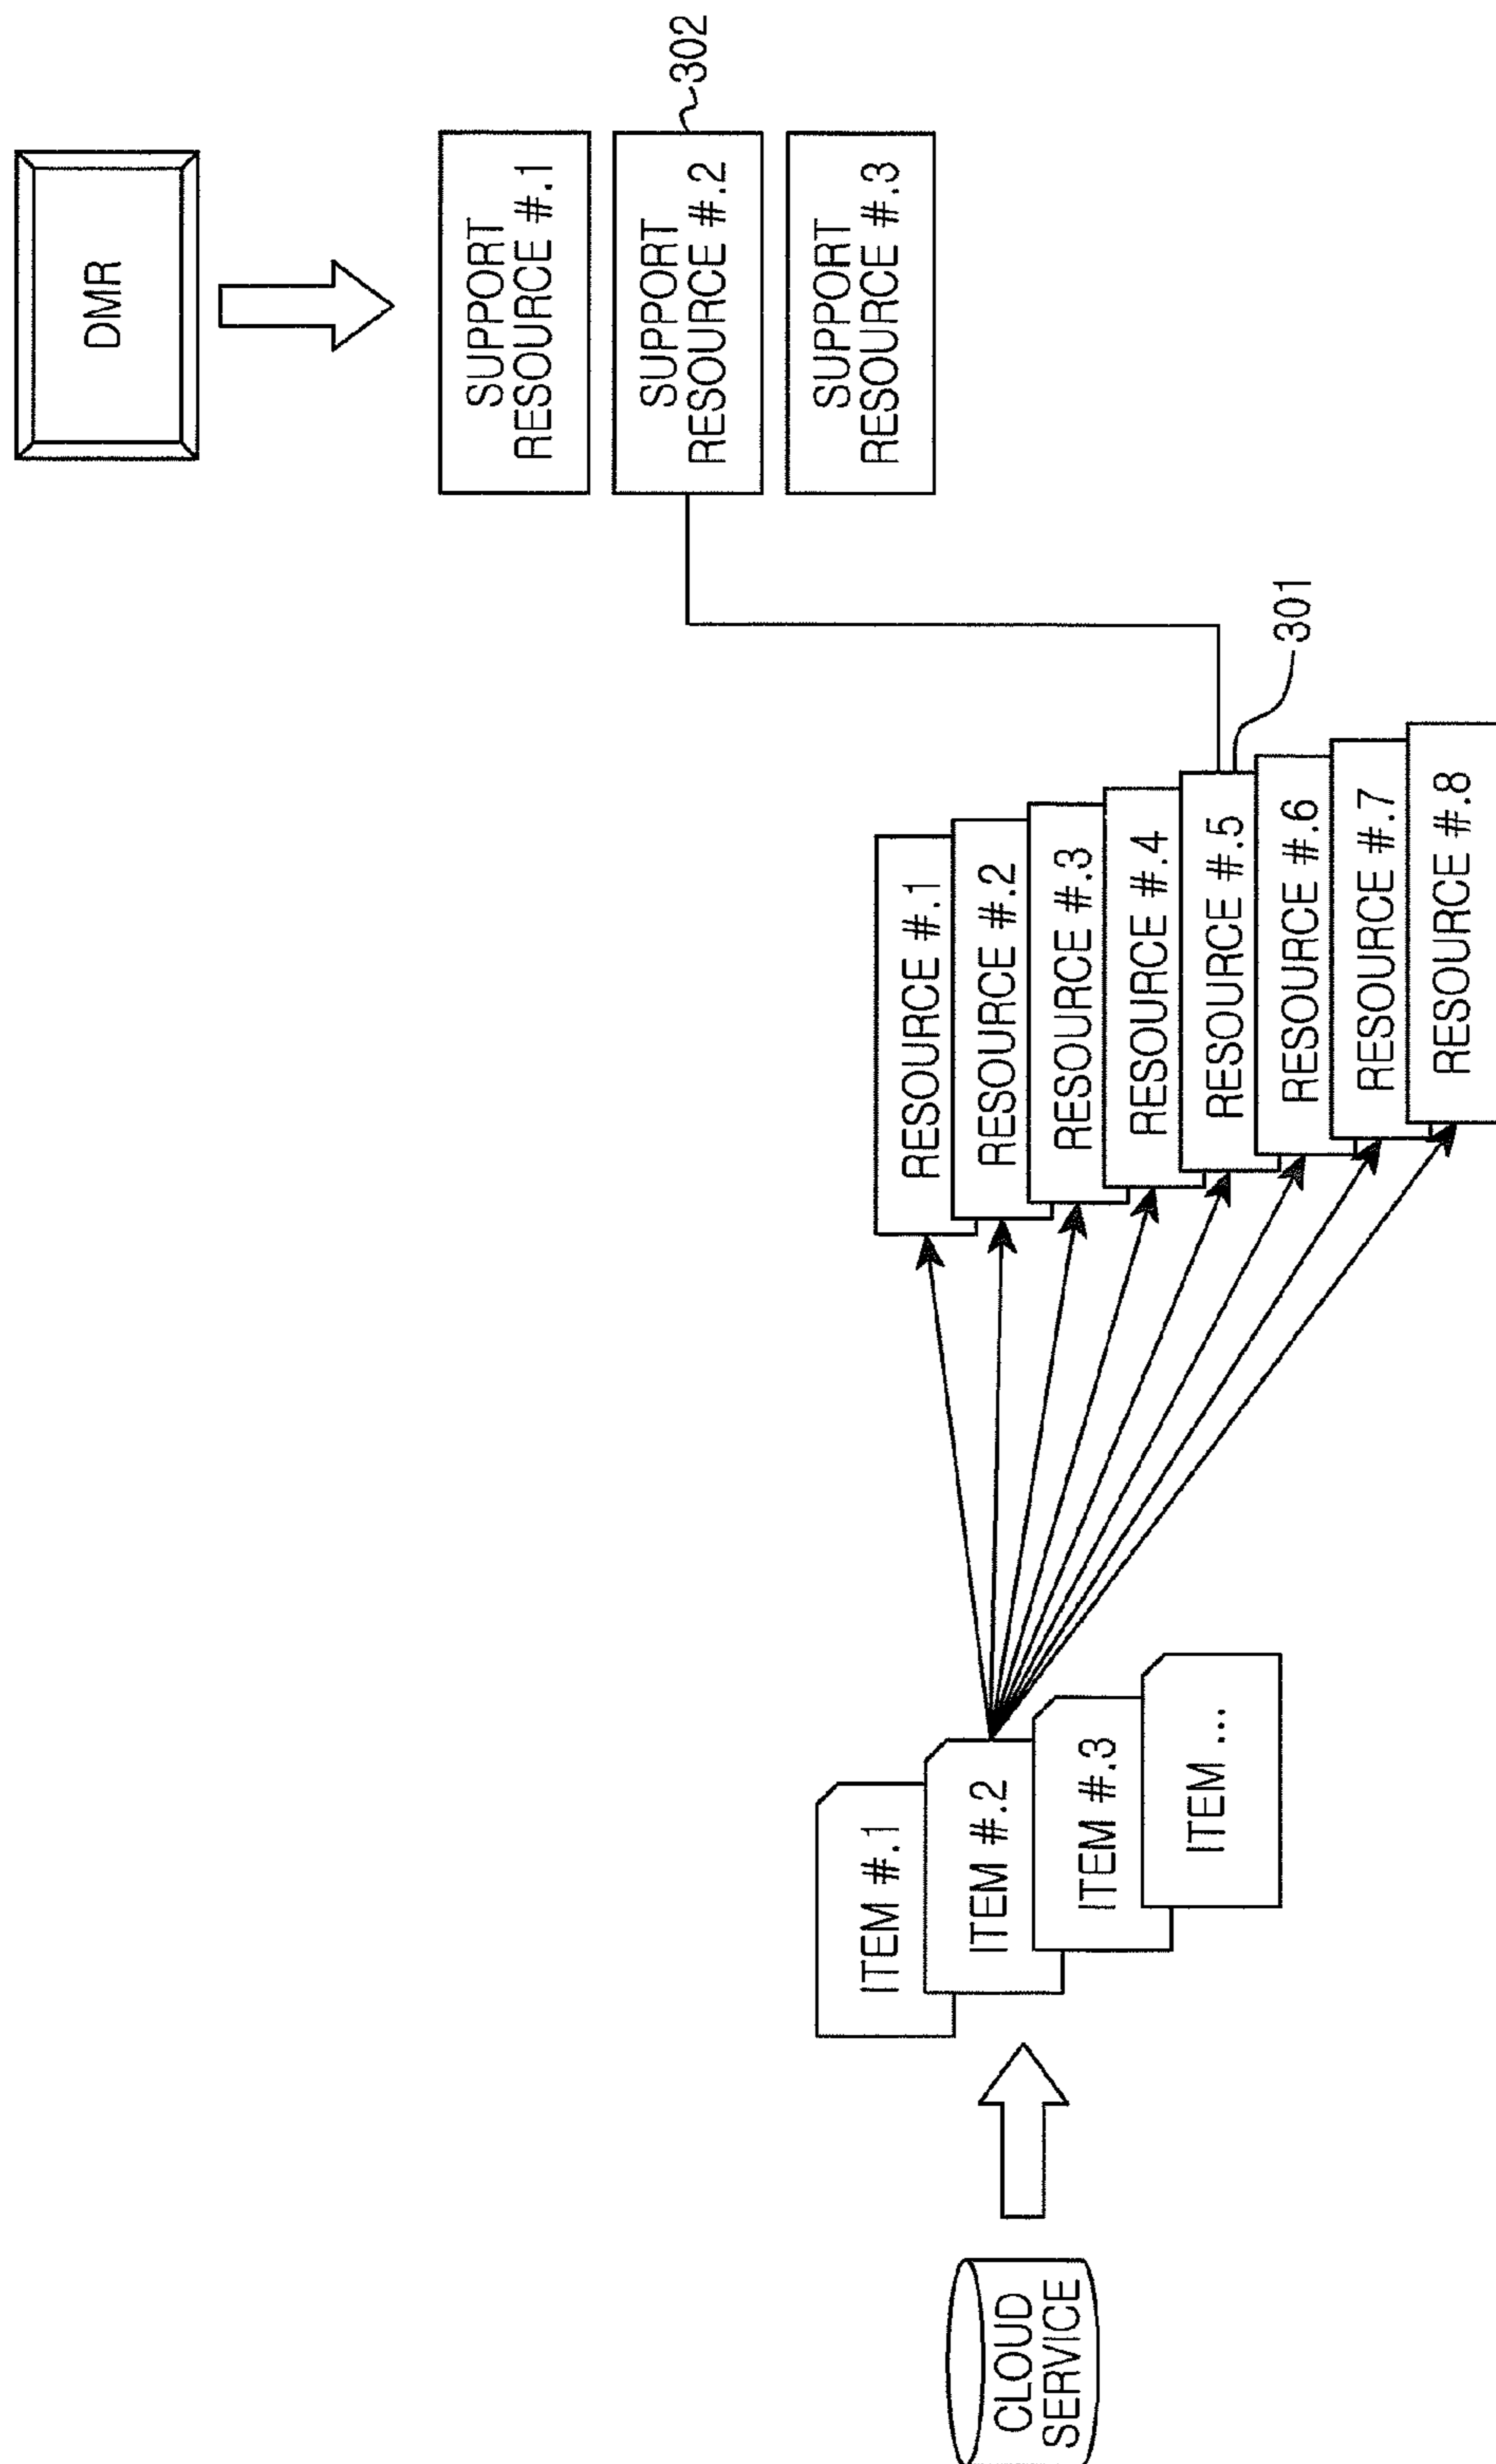 CLOUD
SERVICE
ITEM #.1
ITEM #.2
ITEM #.3
ITEM ...
RESOURCE #.1
RESOURCE #.2
RESOURCE #.3
RESOURCE #.4
RESOURCE #.5
RESOURCE #.6
RESOURCE #.7
RESOURCE #.8
301
DMR
SUPPORT
RESOURCE #.1
SUPPORT
RESOURCE #.2
302
SUPPORT
RESOURCE #.3